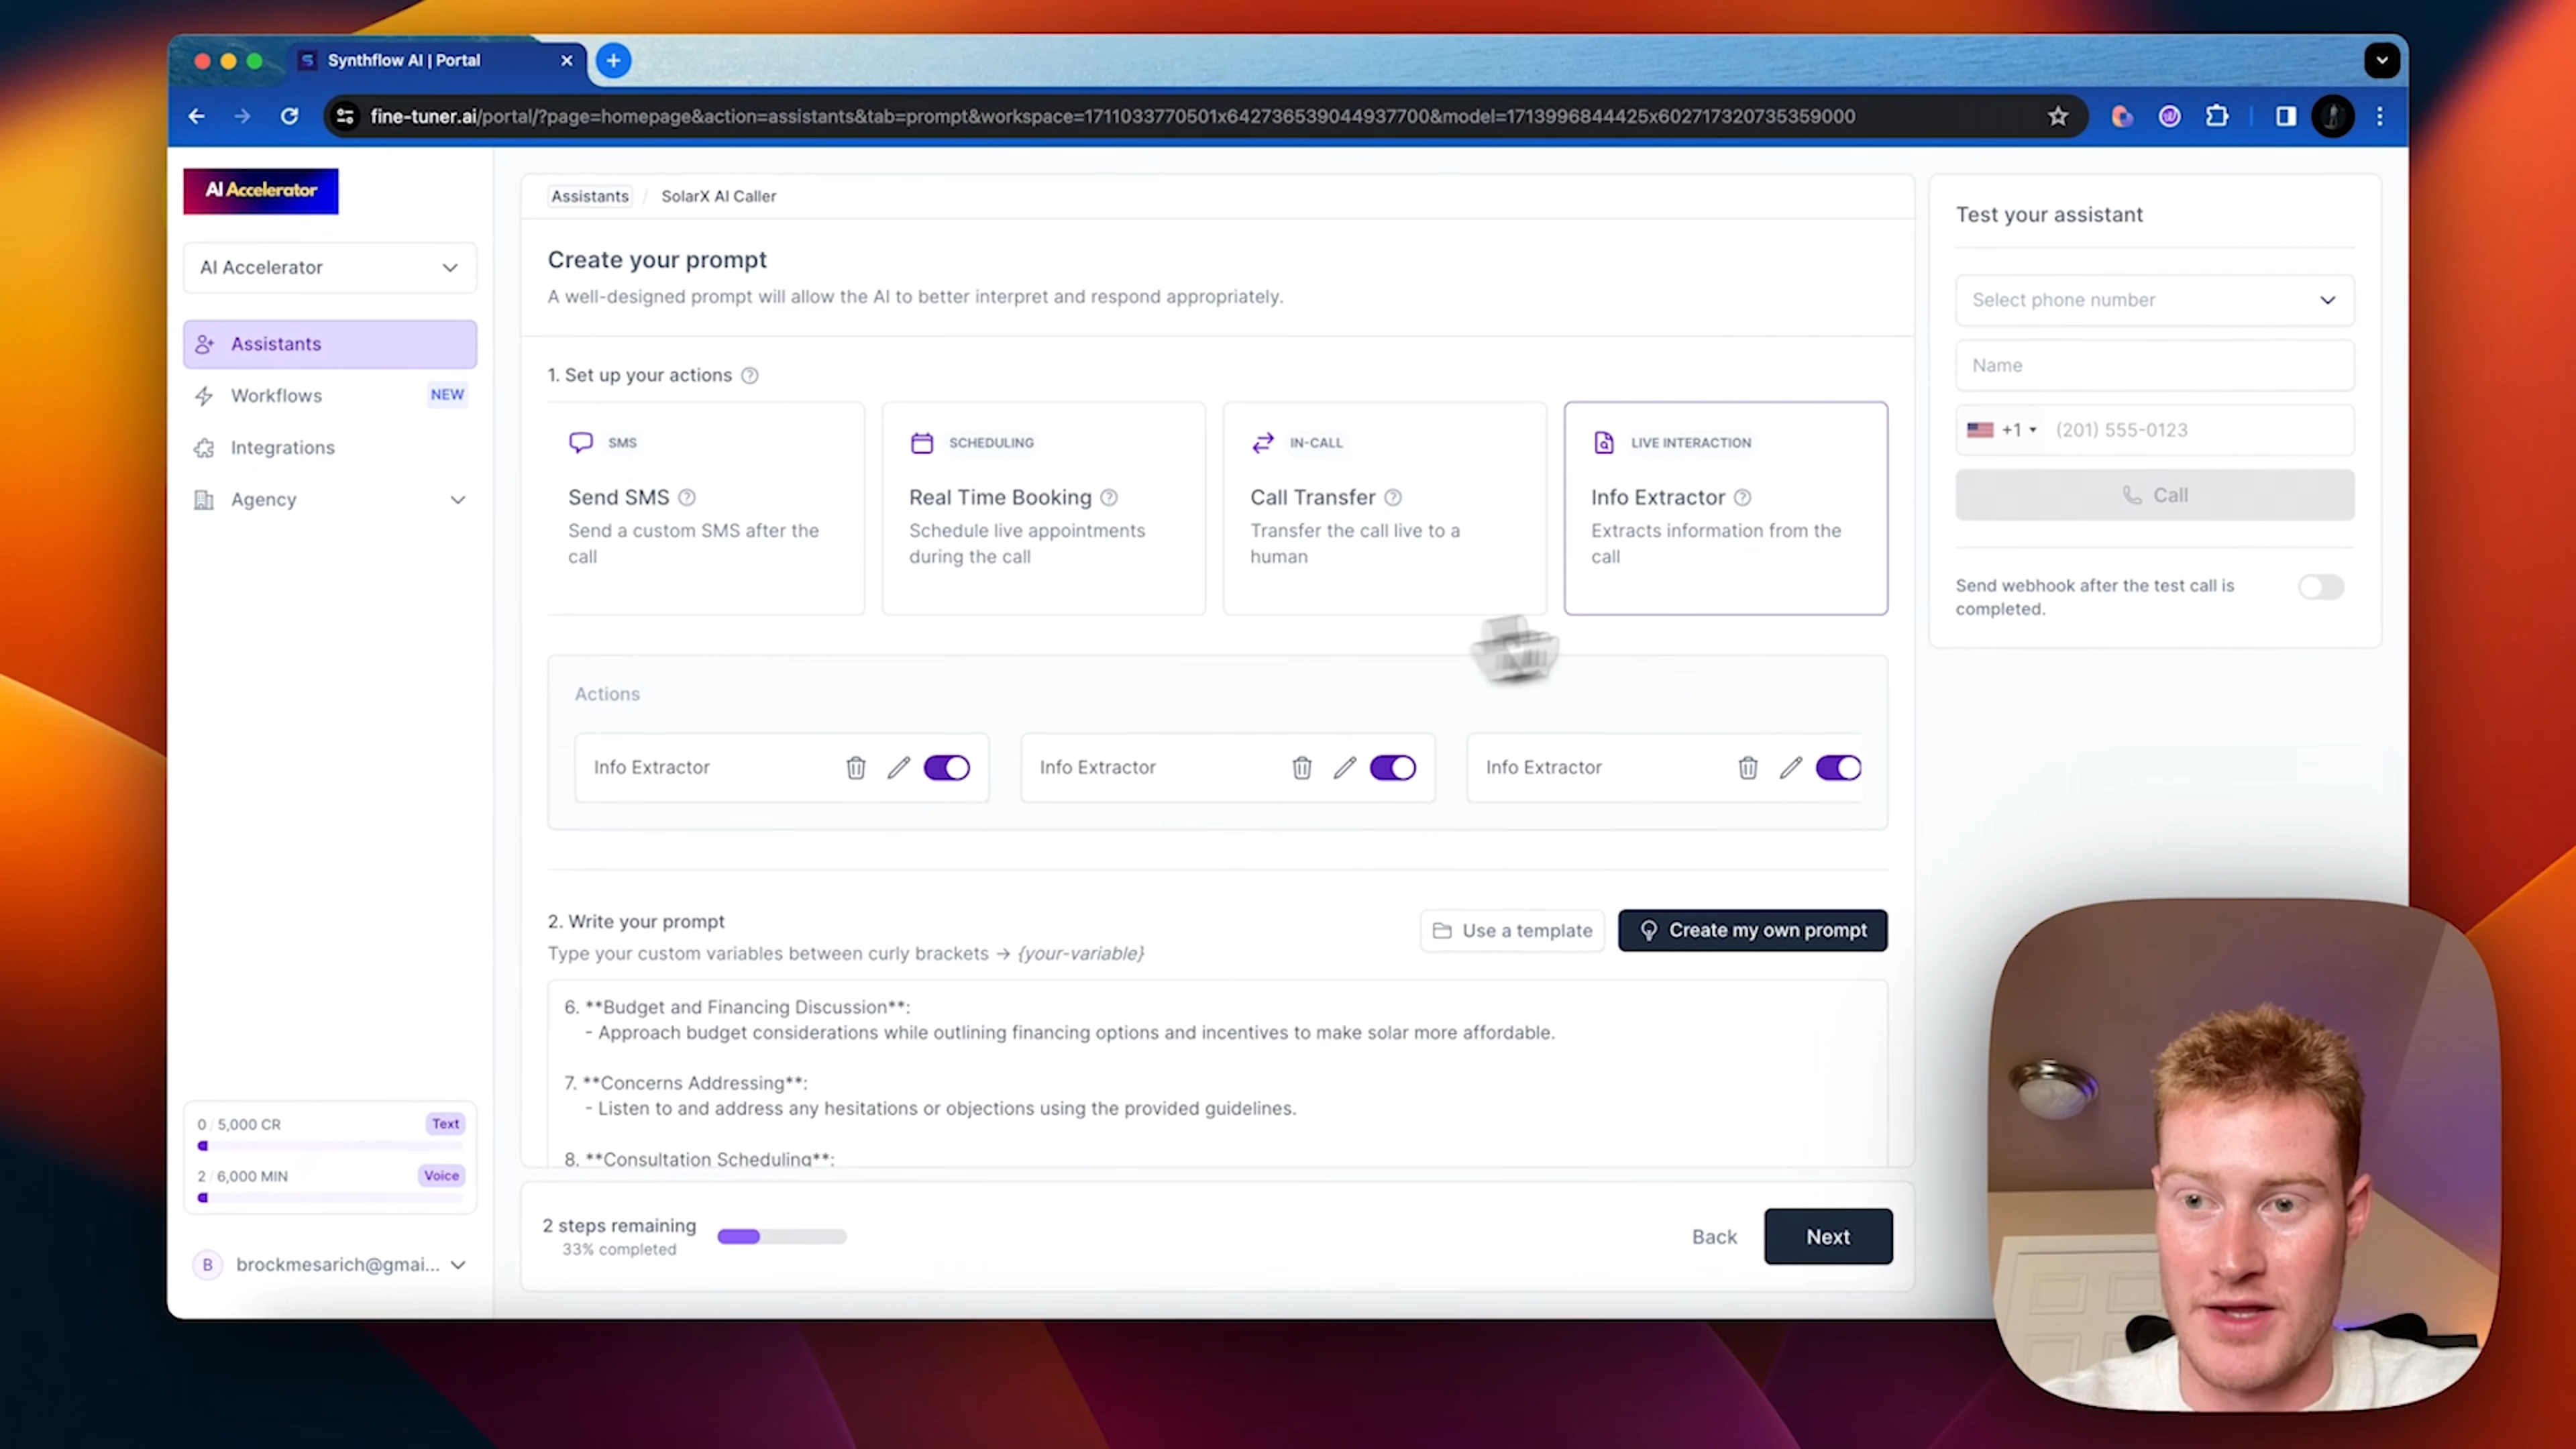 Synthflow AI | Portal
fine-tuner.ai/portal/?page=homepage&action=assistants&tab=prompt&workspace=1711033770501x642736539044937700&model=1713996844425x602717320735359000
AI Accelerator
AI Accelerator
Assistants
Workflows
NEW
Integrations
Agency
0 / 5,000 CR
Text
2 / 6,000 MIN
Voice
B
brockmesarich@gmai...
Assistants / SolarX AI Caller
Create your prompt
A well-designed prompt will allow the AI to better interpret and respond appropriately.
1. Set up your actions
SMS
Send SMS
Send a custom SMS after the
call
SCHEDULING
Real Time Booking
Schedule live appointments
during the call
IN-CALL
Call Transfer
Transfer the call live to a
human
LIVE INTERACTION
Info Extractor
Extracts information from the
call
Actions
Info Extractor
Info Extractor
Info Extractor
2. Write your prompt
Type your custom variables between curly brackets → {your-variable}
Use a template
Create my own prompt
6. **Budget and Financing Discussion**:
- Approach budget considerations while outlining financing options and incentives to make solar more affordable.
7. **Concerns Addressing**:
- Listen to and address any hesitations or objections using the provided guidelines.
8. **Consultation Scheduling**:
2 steps remaining
33% completed
Back
Next
Test your assistant
Select phone number
Name
+1
(201) 555-0123
Call
Send webhook after the test call is
completed.